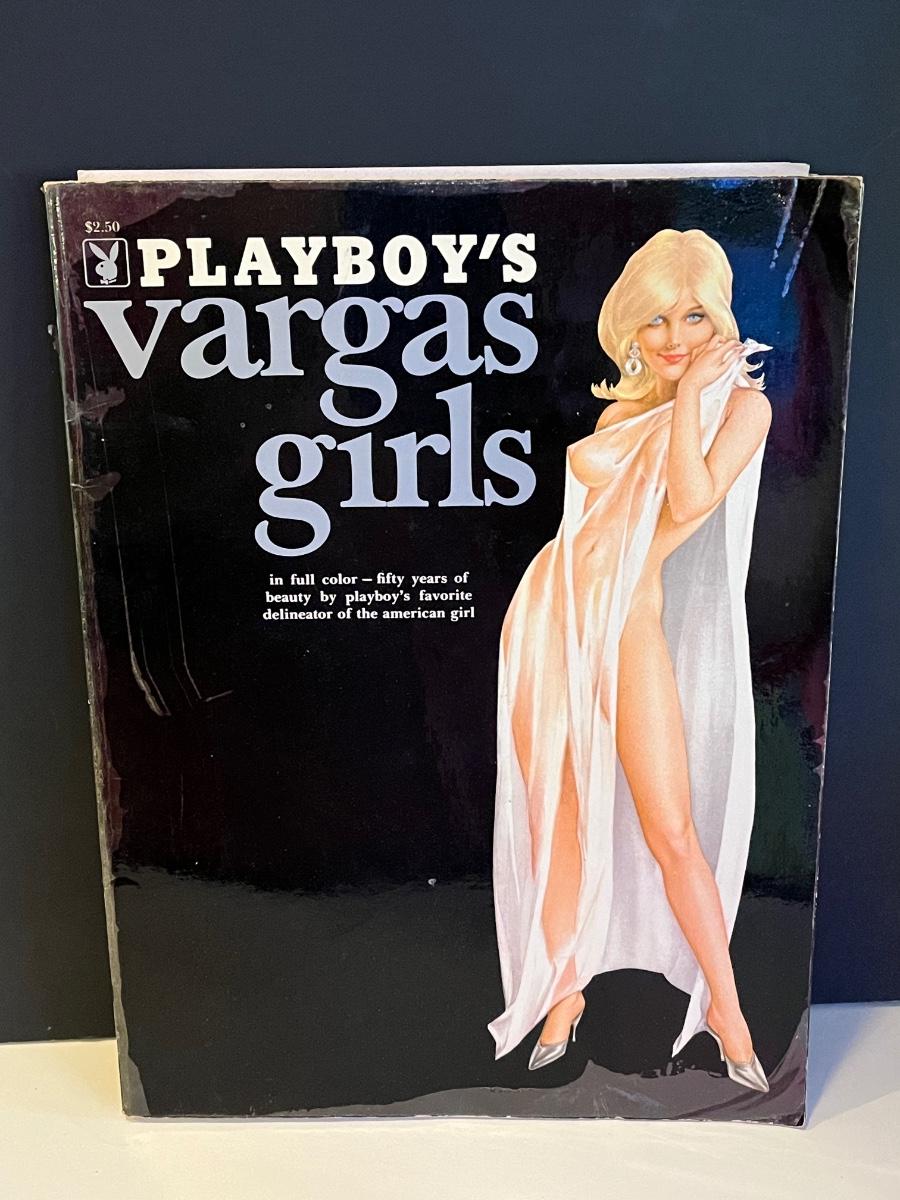 $2.50
PLAYBOY'S
vargas
girls
in full color — fifty years of
beauty by playboy's favorite
delineator of the american girl